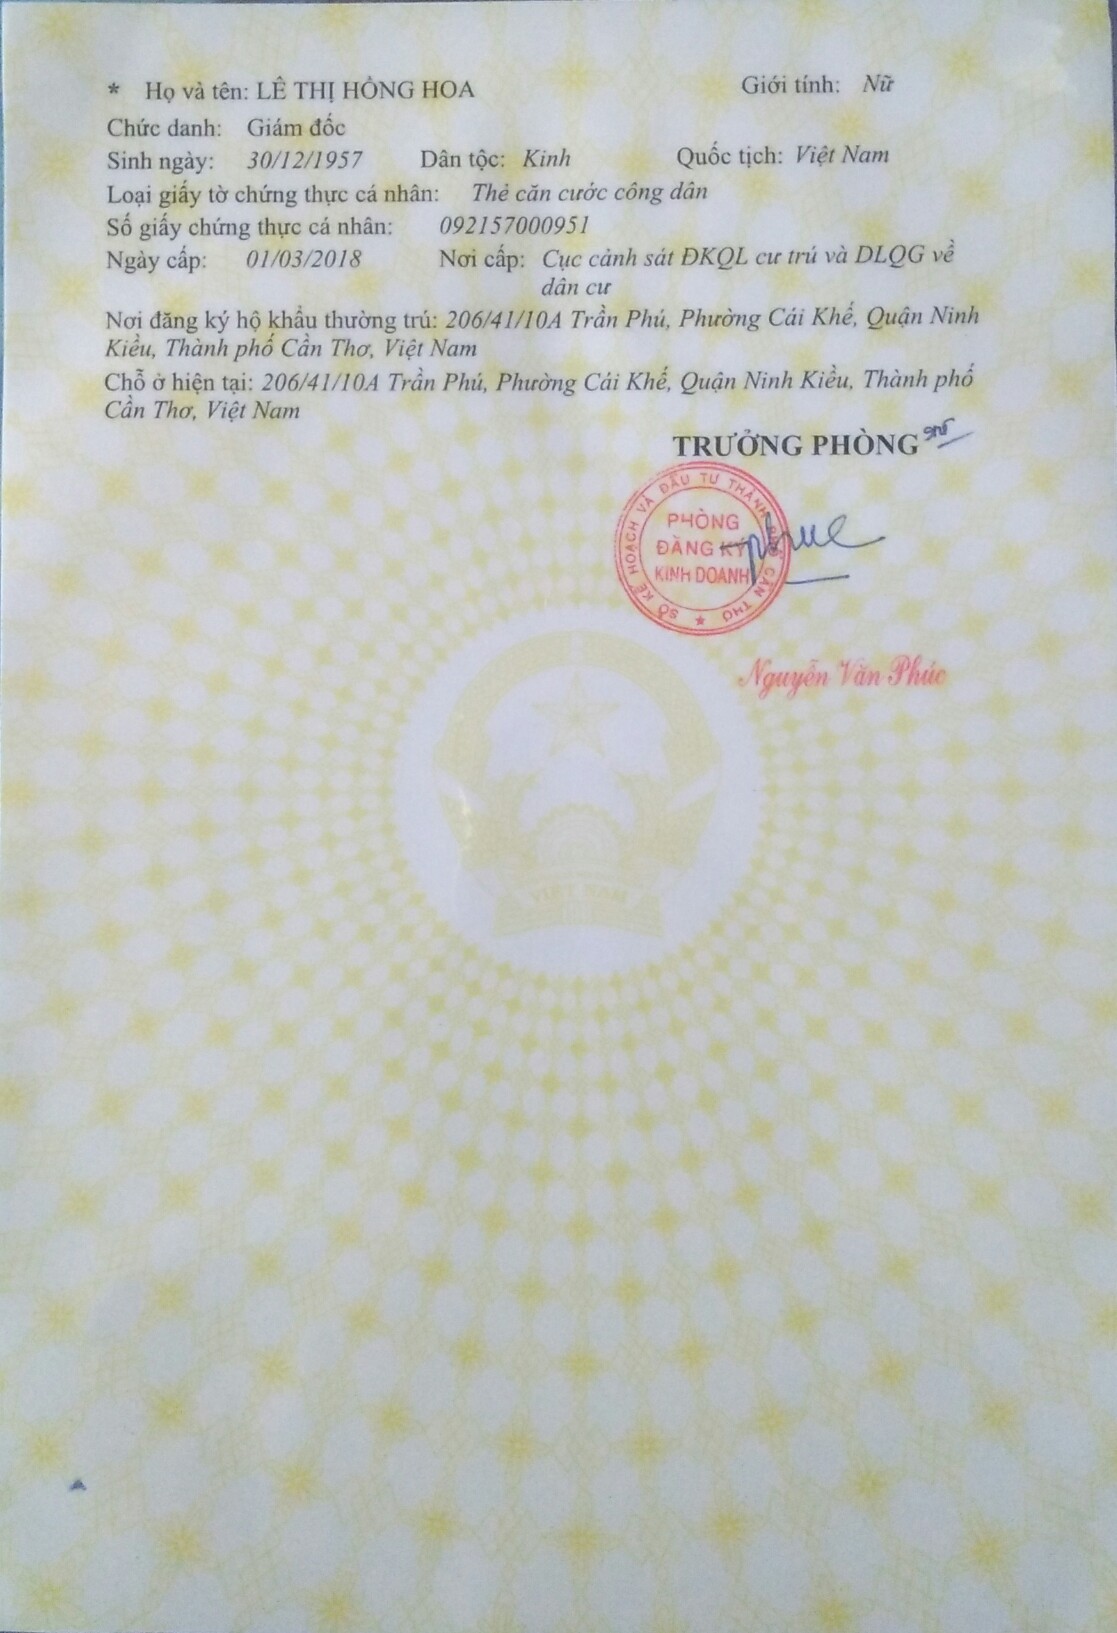 * Họ và tên: LÊ THỊ HỒNG HOA Giới tính: Nữ
Chức danh: Giám đốc
Sinh ngày: 30/12/1957 Dân tộc: Kinh Quốc tịch: Việt Nam
Loại giấy tờ chứng thực cá nhân: Thẻ căn cước công dân
Số giấy chứng thực cá nhân: 092157000951
Ngày cấp: 01/03/2018 Nơi cấp: Cục cảnh sát ĐKQL cư trú và DLQG về
dân cư
Nơi đăng ký hộ khẩu thường trú: 206/41/10A Trần Phú, Phường Cái Khế, Quận Ninh
Kiều, Thành phố Cần Thơ, Việt Nam
Chỗ ở hiện tại: 206/41/10A Trần Phú, Phường Cái Khế, Quận Ninh Kiều, Thành phố
Cần Thơ, Việt Nam
TRƯỞNG PHÒNG
SỞ KẾ HOẠCH VÀ ĐẦU TƯ THÀNH PHỐ CẦN THƠ
PHÒNG
ĐĂNG KÝ
KINH DOANH
Nguyễn Văn Phúc
VIỆT NAM